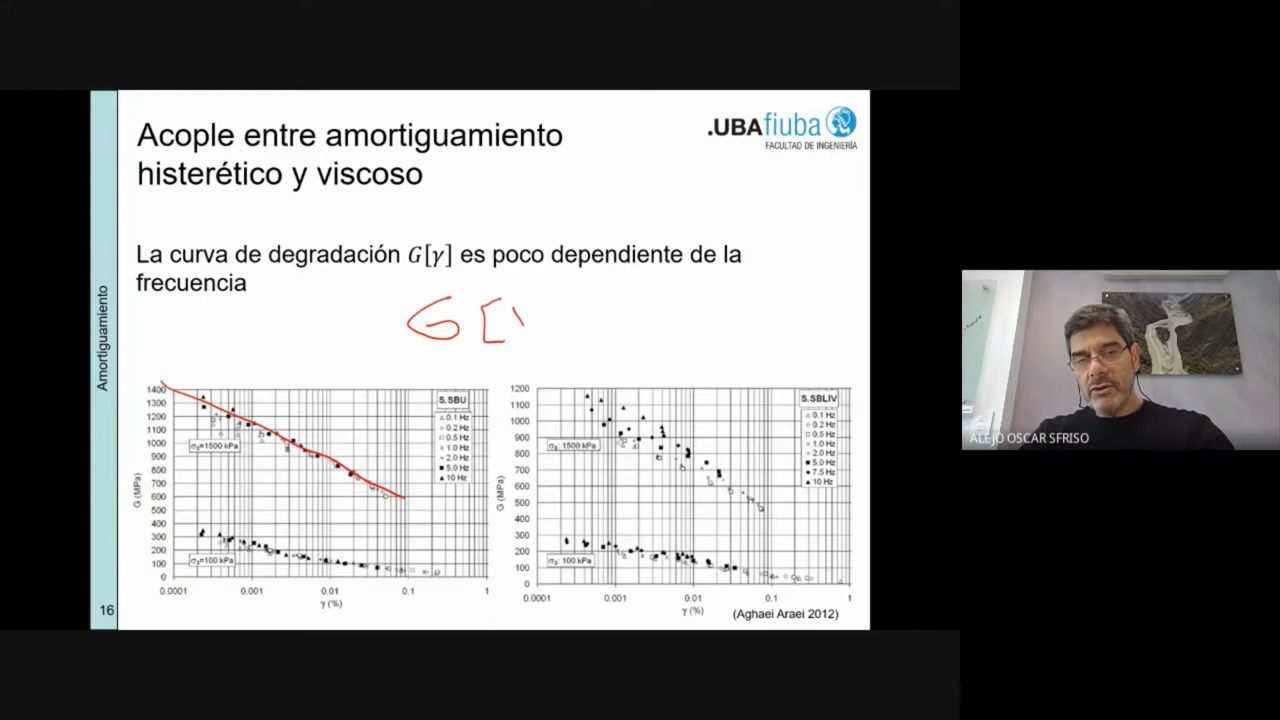 Acople entre amortiguamiento
histerético y viscoso
.UBAfiuba
FACULTAD DE INGENIERÍA
La curva de degradación G[γ] es poco dependiente de la
frecuencia
G [
Amortiguamiento
16
1400
1300
1200
1100
1000
900
800
700
600
500
400
300
200
100
0
G (MPa)
S.SBU
0.1 Hz
0.2 Hz
0.5 Hz
1.0 Hz
2.0 Hz
5.0 Hz
10 Hz
σ₃=1500 kPa
σ₃=100 kPa
0.0001 0.001 0.01 0.1 1
γ (%)
1200
1100
1000
900
800
700
600
500
400
300
200
100
0
G (MPa)
S.SBLIV
0.1 Hz
0.2 Hz
0.5 Hz
1.0 Hz
2.0 Hz
5.0 Hz
7.5 Hz
10 Hz
σ₃: 1500 kPa
σ₃: 100 kPa
0.0001 0.001 0.01 0.1 1
γ (%)
(Aghaei Araei 2012)
ALEJO OSCAR SFRISO